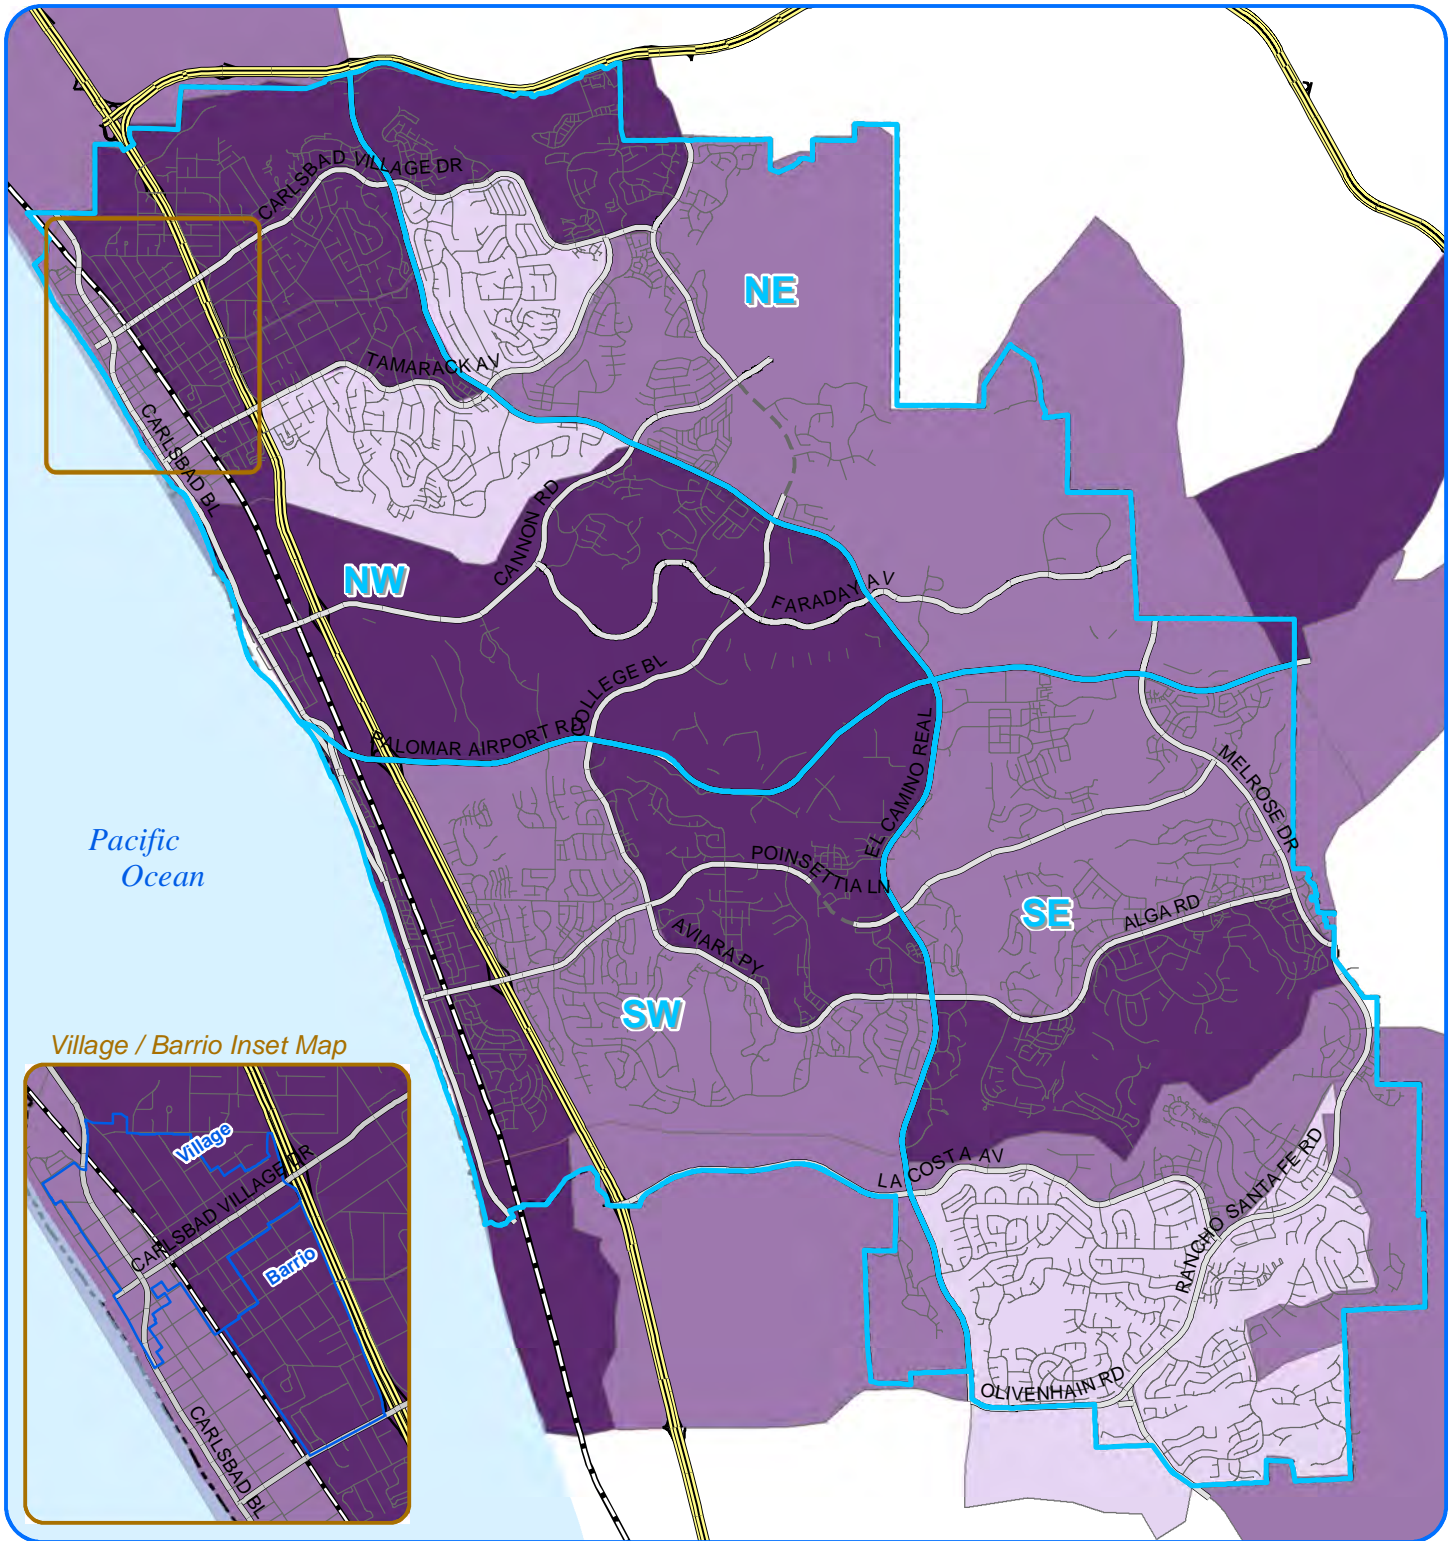 CARLSBAD VILLAGE DR
NE
TAMARACK AV
CARLSBAD BL
CANNON RD
NW
FARADAY AV
COLLEGE BL
PALOMAR AIRPORT RD
EL CAMINO REAL
MELROSE DR
Pacific
Ocean
POINSETTIA LN
SE
ALGA RD
AVIARA PY
SW
Village / Barrio Inset Map
LA COSTA AV
RANCHO SANTA FE RD
OLIVENHAIN RD
Village
CARLSBAD VILLAGE DR
Barrio
CARLSBAD BL